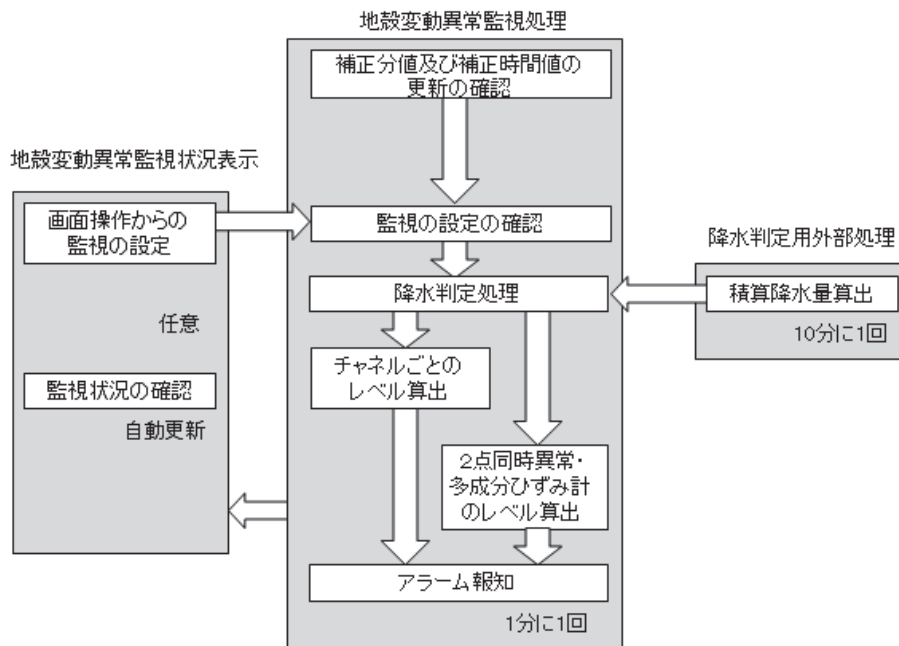 地殻変動異常監視処理
補正分値及び補正時間値の
更新の確認
地殻変動異常監視状況表示
画面操作からの
監視の設定
監視の設定の確認
降水判定用外部処理
降水判定処理
積算降水量算出
任意
10分に1回
チャネルごとの
レベル算出
監視状況の確認
自動更新
2点同時異常・
多成分ひずみ計
のレベル算出
アラーム報知
1分に1回